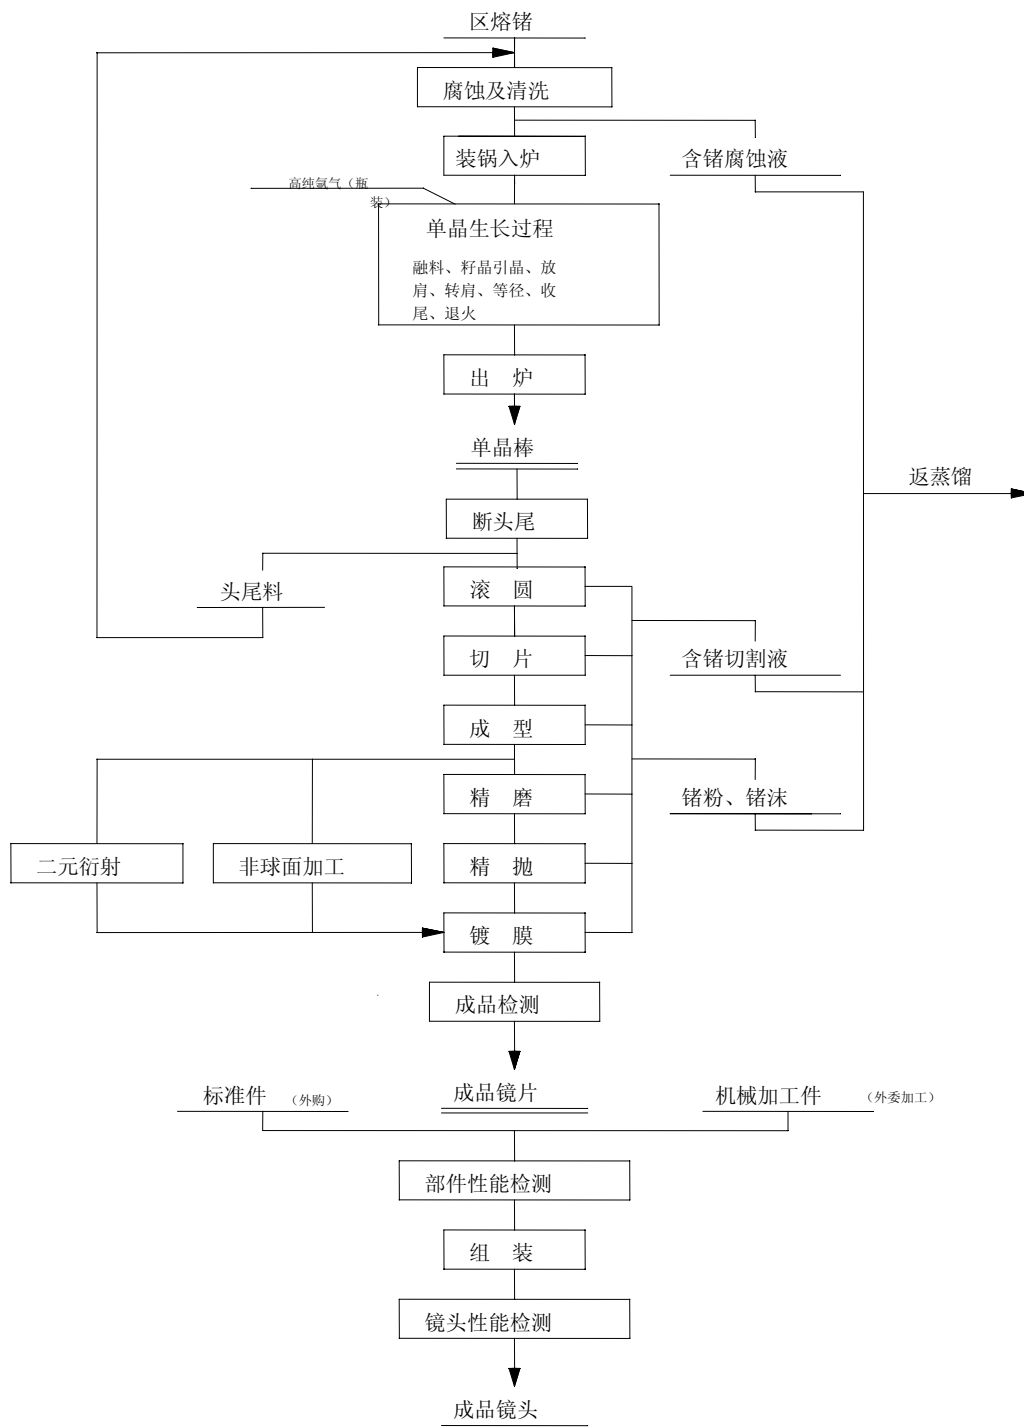 区熔锗
腐蚀及清洗
装锅入炉
含锗腐蚀液
高纯氩气（瓶
装）
单晶生长过程
融料、籽晶引晶、放
肩、转肩、等径、收
尾、退火
出 炉
单晶棒
返蒸馏
断头尾
头尾料
滚 圆
切 片
含锗切割液
成 型
精 磨
锗粉、锗沫
二元衍射
非球面加工
精 抛
镀 膜
成品检测
标准件 （外购）
成品镜片
机械加工件 （外委加工）
部件性能检测
组 装
镜头性能检测
成品镜头